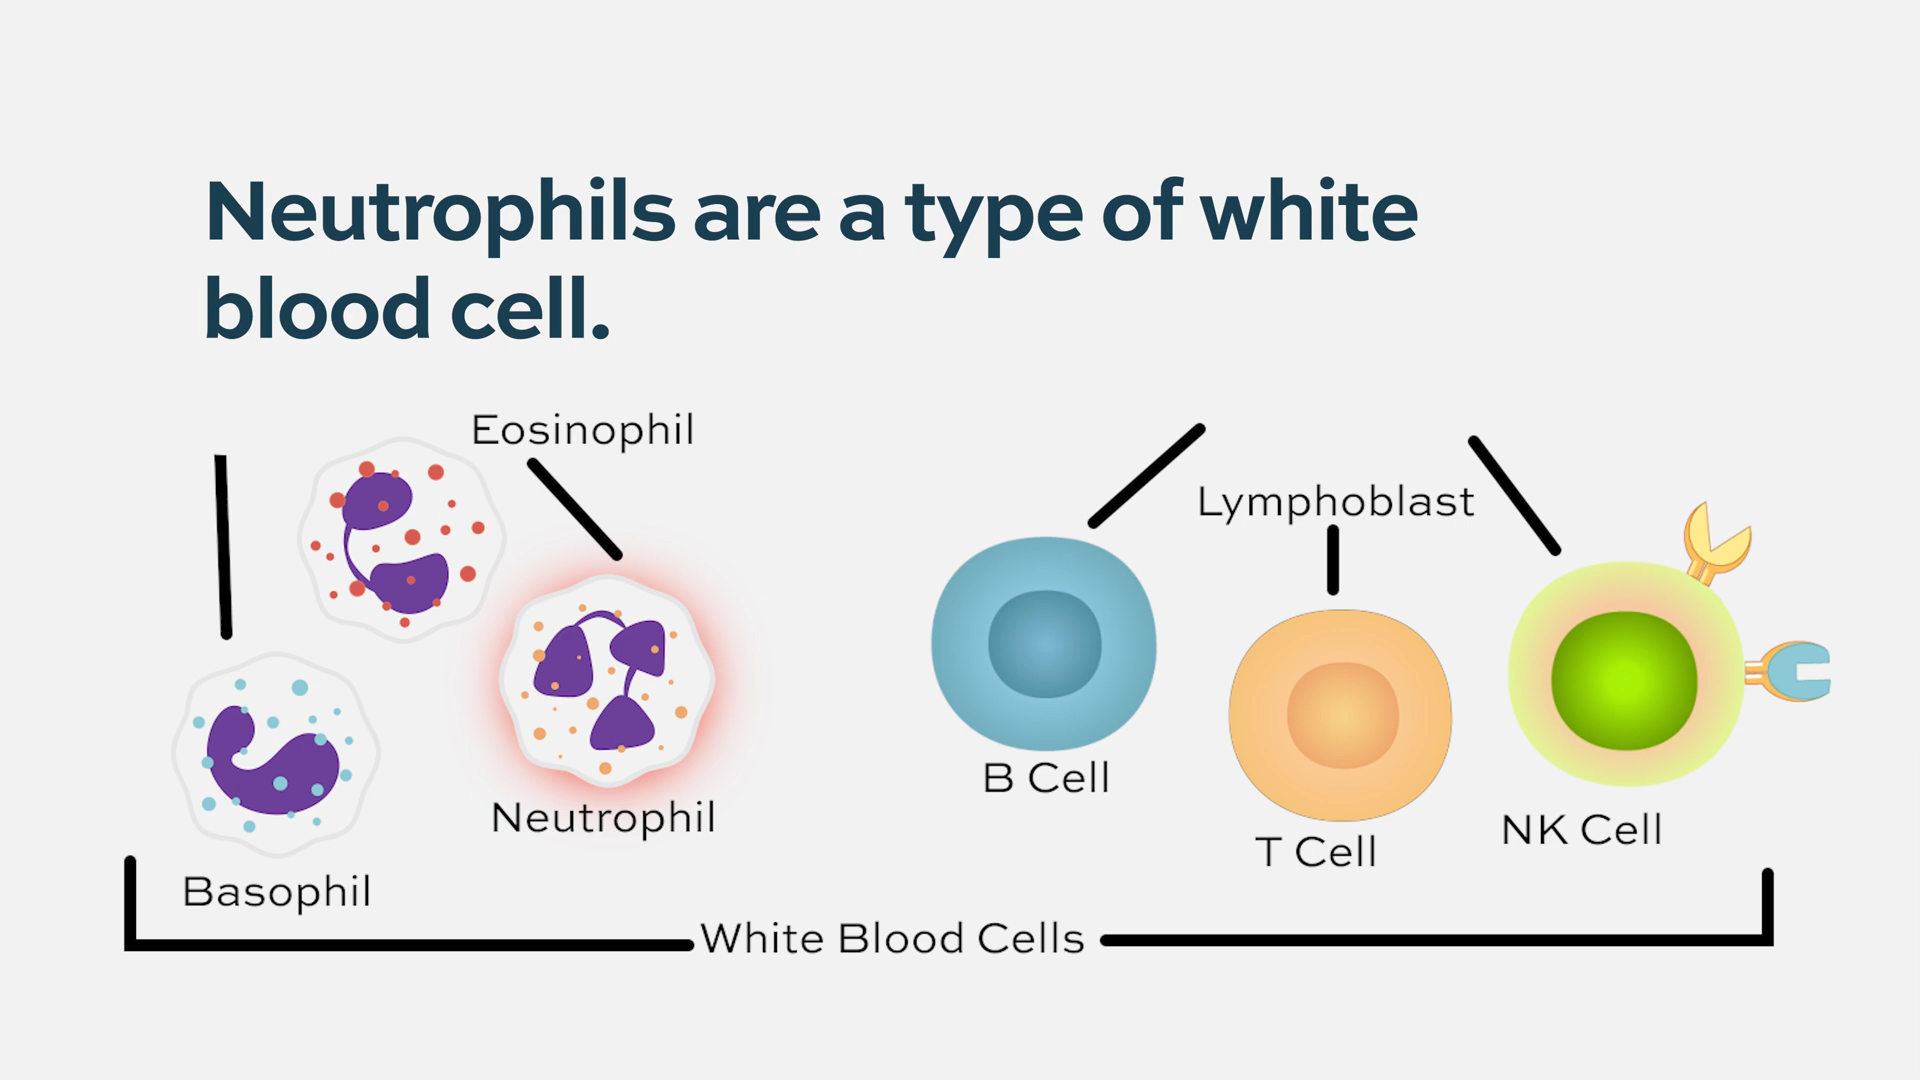 Neutrophils are a type of white
blood cell.
Eosinophil
Lymphoblast
B Cell
Neutrophil
NK Cell
T Cell
Basophil
White Blood Cells